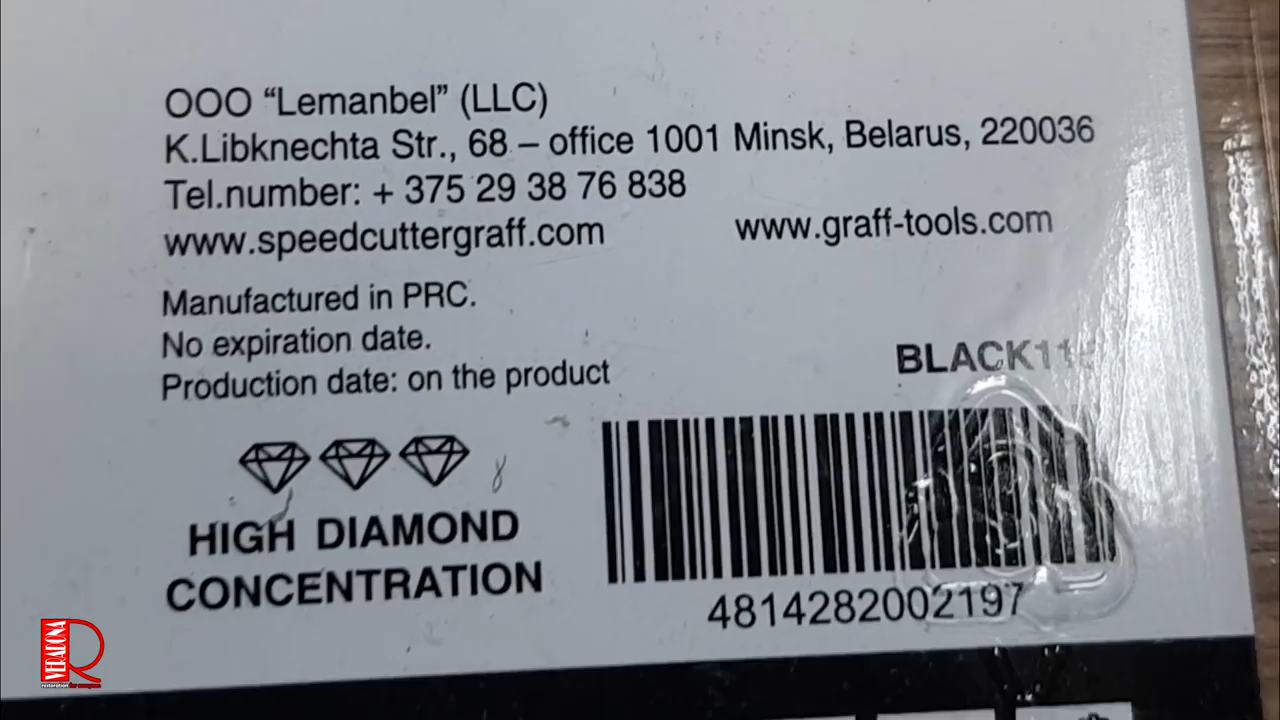 OOO “Lemanbel” (LLC)
K.Libknechta Str., 68 – office 1001 Minsk, Belarus, 220036
Tel.number: + 375 29 38 76 838
www.speedcuttergraff.com www.graff-tools.com
Manufactured in PRC.
No expiration date.
Production date: on the product
HIGH DIAMOND
CONCENTRATION
4814282002197
VERADONA
R